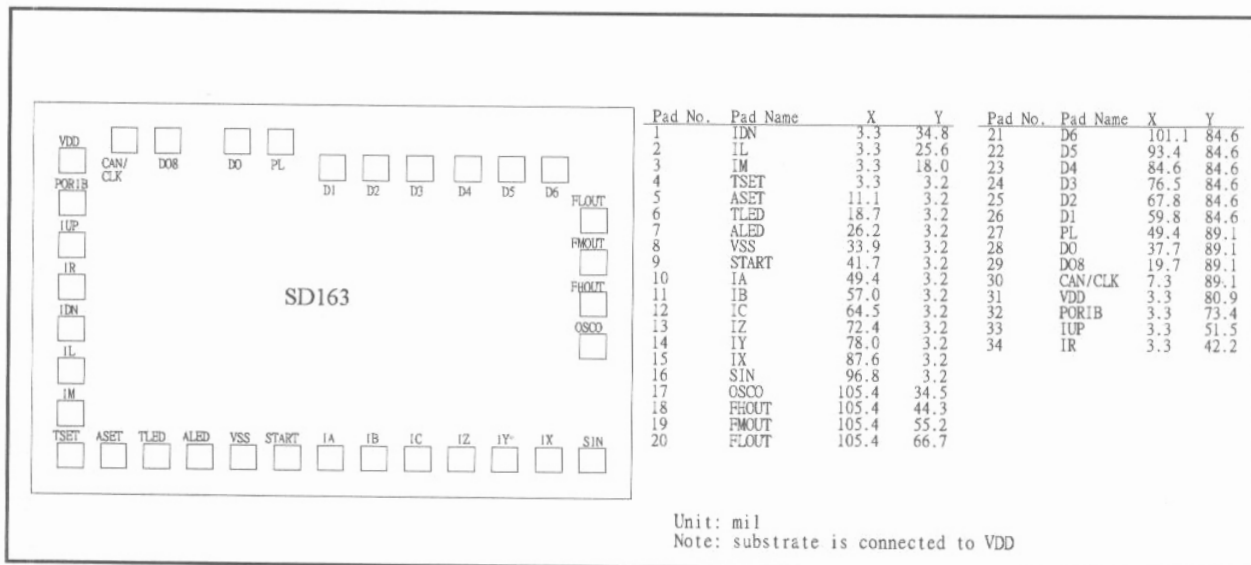 VDD
CAN/
CLK
DO8
DO
PL
PORIB
D1 D2 D3 D4 D5 D6
FLOUT
IUP
FMOUT
IR
SD163
FHOUT
IDN
OSCO
IL
IM
TSET ASET TLED ALED VSS START IA IB IC IZ IY IX SIN
Pad No. Pad Name X Y
1 IDN 3.3 34.8
2 IL 3.3 25.6
3 IM 3.3 18.0
4 TSET 3.3 3.2
5 ASET 11.1 3.2
6 TLED 18.7 3.2
7 ALED 26.2 3.2
8 VSS 33.9 3.2
9 START 41.7 3.2
10 IA 49.4 3.2
11 IB 57.0 3.2
12 IC 64.5 3.2
13 IZ 72.4 3.2
14 IY 78.0 3.2
15 IX 87.6 3.2
16 SIN 96.8 3.2
17 OSCO 105.4 34.5
18 FHOUT 105.4 44.3
19 FMOUT 105.4 55.2
20 FLOUT 105.4 66.7
Pad No. Pad Name X Y
21 D6 101.1 84.6
22 D5 93.4 84.6
23 D4 84.6 84.6
24 D3 76.5 84.6
25 D2 67.8 84.6
26 D1 59.8 84.6
27 PL 49.4 89.1
28 DO 37.7 89.1
29 DO8 19.7 89.1
30 CAN/CLK 7.3 89.1
31 VDD 3.3 80.9
32 PORIB 3.3 73.4
33 IUP 3.3 51.5
34 IR 3.3 42.2
Unit: mil
Note: substrate is connected to VDD